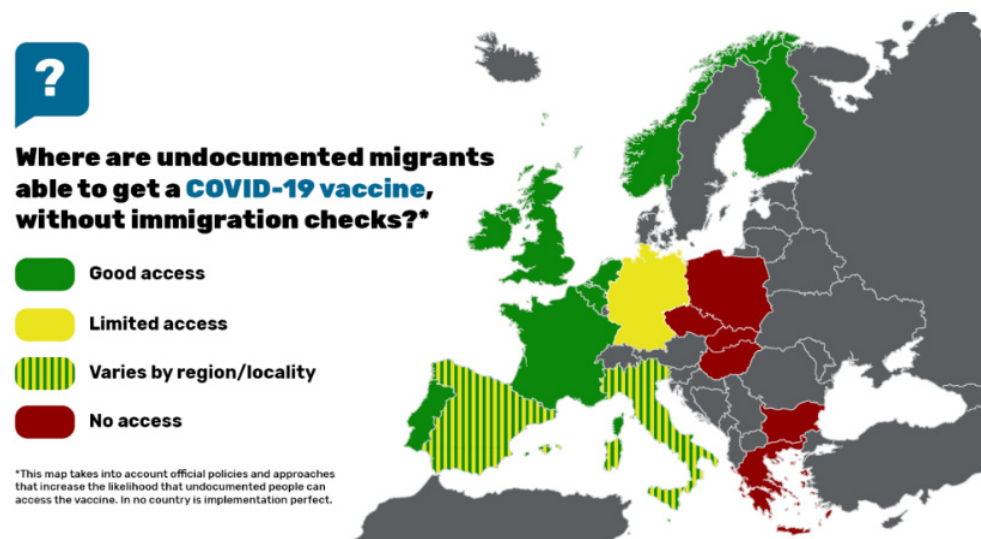 ?
Where are undocumented migrants
able to get a COVID-19 vaccine,
without immigration checks?*
Good access
Limited access
Varies by region/locality
No access
*This map takes into account official policies and approaches
that increase the likelihood that undocumented people can
access the vaccine. In no country is implementation perfect.